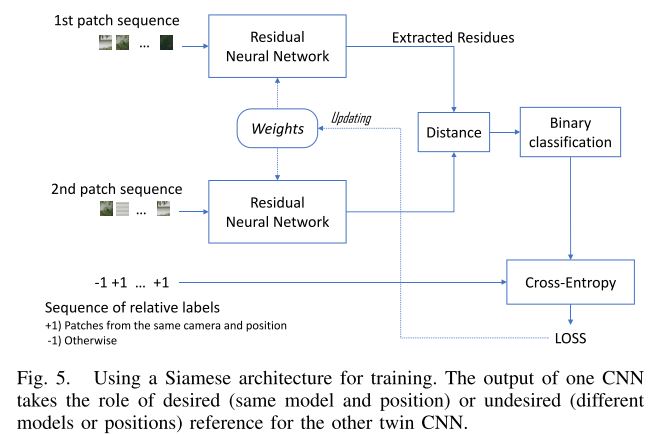 1st patch sequence
...
Residual
Neural Network
Extracted Residues
Weights
Updating
Distance
Binary
classification
2nd patch sequence
...
Residual
Neural Network
-1 +1 ... +1
Cross-Entropy
Sequence of relative labels
+1) Patches from the same camera and position
-1) Otherwise
LOSS
Fig. 5. Using a Siamese architecture for training. The output of one CNN
takes the role of desired (same model and position) or undesired (different
models or positions) reference for the other twin CNN.